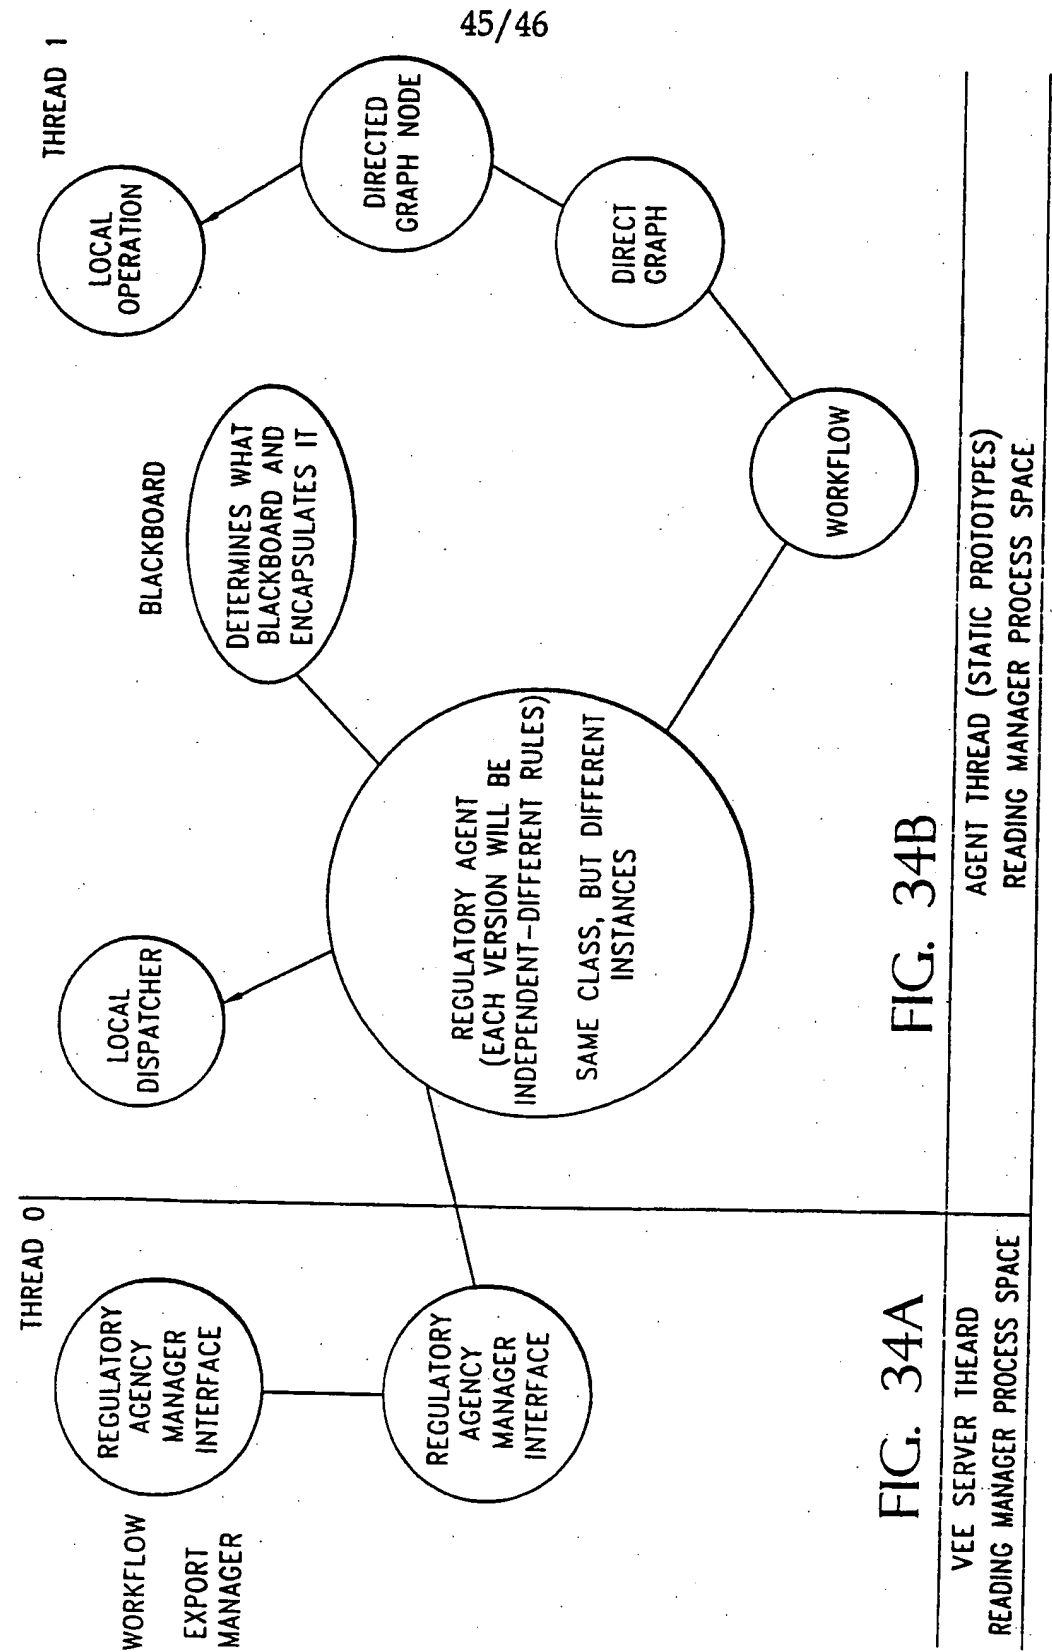 45/46
THREAD 0
WORKFLOW
EXPORT
MANAGER
REGULATORY
AGENCY
MANAGER
INTERFACE
REGULATORY
AGENCY
MANAGER
INTERFACE
FIG. 34A
VEE SERVER THEARD
READING MANAGER PROCESS SPACE
THREAD 1
LOCAL
DISPATCHER
BLACKBOARD
DETERMINES WHAT
BLACKBOARD AND
ENCAPSULATES IT
LOCAL
OPERATION
DIRECTED
GRAPH NODE
DIRECT
GRAPH
WORKFLOW
REGULATORY AGENT
(EACH VERSION WILL BE
INDEPENDENT-DIFFERENT RULES)
SAME CLASS, BUT DIFFERENT
INSTANCES
FIG. 34B
AGENT THREAD (STATIC PROTOTYPES)
READING MANAGER PROCESS SPACE